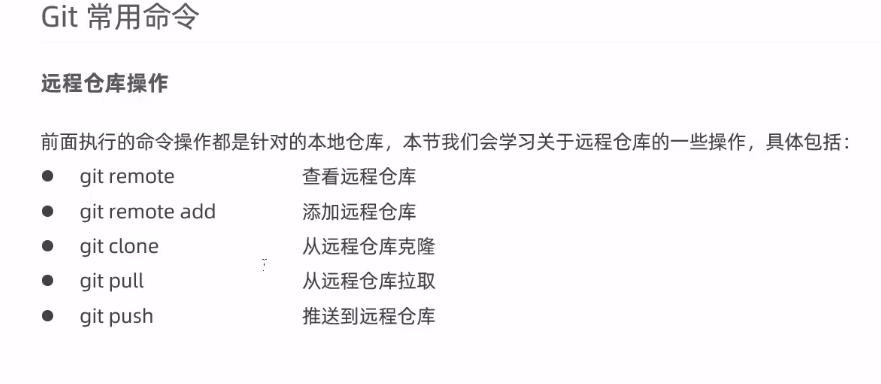 Git 常用命令
远程仓库操作
前面执行的命令操作都是针对的本地仓库，本节我们会学习关于远程仓库的一些操作，具体包括：
● git remote 查看远程仓库
● git remote add 添加远程仓库
● git clone 从远程仓库克隆
● git pull 从远程仓库拉取
● git push 推送到远程仓库